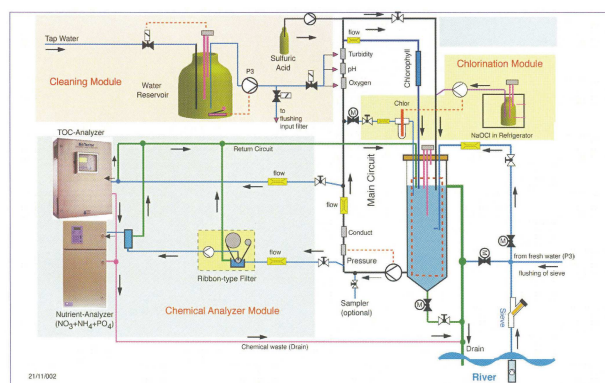 Tap Water
Cleaning Module
Water
Reservoir
P3
Sulfuric
Acid
to
flushing
input filter
flow
Turbidity
pH
Oxygen
Chlorophyll
Chlorination Module
Chlor
NaOCl in Refrigerator
M
TOC-Analyzer
Return Circuit
Main Circuit
flow
flow
Conduct
Pressure
Ribbon-type Filter
flow
Nutrient-Analyzer
(NO3+NH4+PO4)
Chemical Analyzer Module
Sampler
(optional)
M
M
M
from fresh water (P3)
flushing of sieve
Sieve
Chemical waste (Drain)
Drain
River
21/11/002